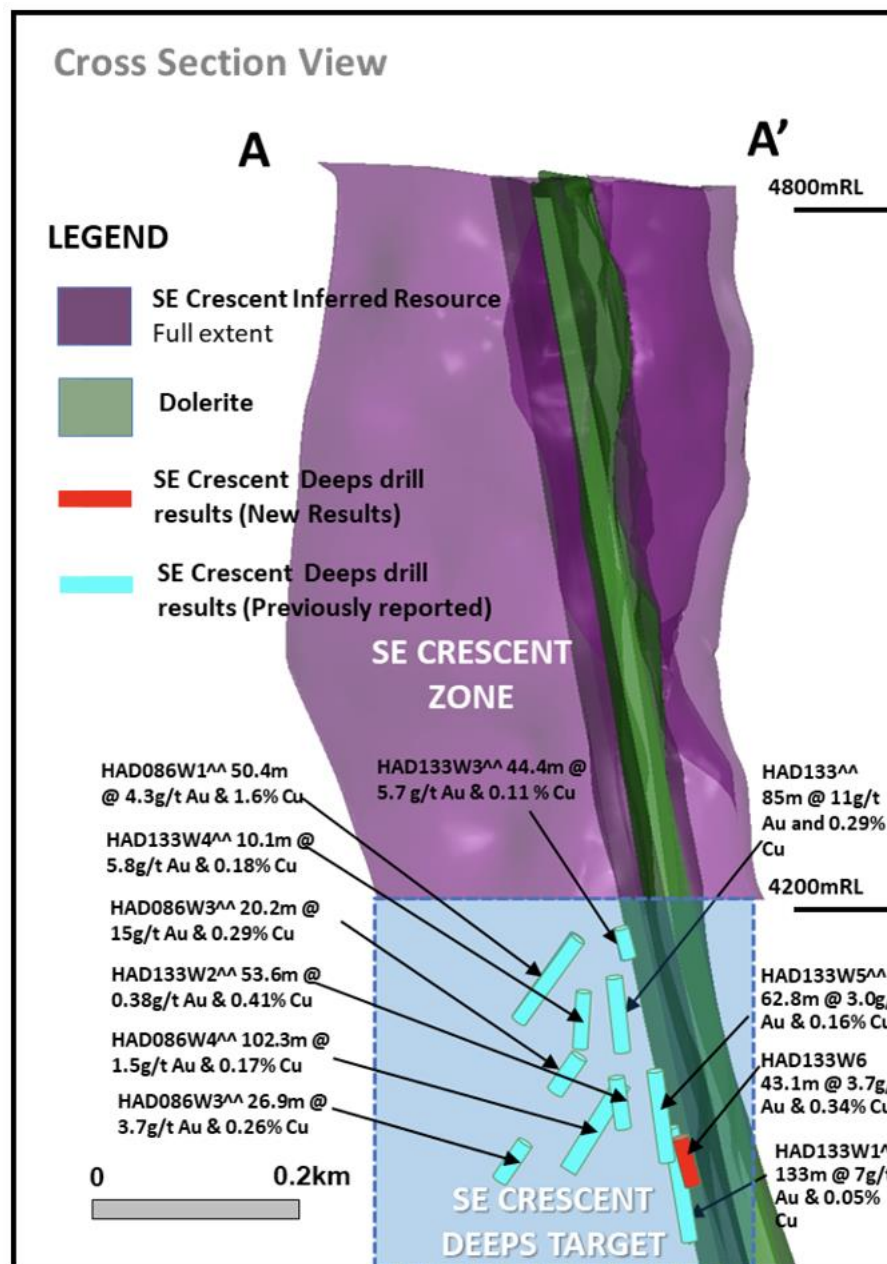 Cross Section View
A
A’
4800mRL
LEGEND
SE Crescent Inferred Resource
Full extent
Dolerite
SE Crescent Deeps drill
results (New Results)
SE Crescent Deeps drill
results (Previously reported)
SE CRESCENT
ZONE
HAD086W1^^ 50.4m
@ 4.3g/t Au & 1.6% Cu
HAD133W3^^ 44.4m @
5.7 g/t Au & 0.11 % Cu
HAD133^^
85m @ 11g/t
Au and 0.29%
Cu
HAD133W4^^ 10.1m @
5.8g/t Au & 0.18% Cu
4200mRL
HAD086W3^^ 20.2m @
15g/t Au & 0.29% Cu
HAD133W2^^ 53.6m @
0.38g/t Au & 0.41% Cu
HAD133W5^^
62.8m @ 3.0g/
Au & 0.16% Cu
HAD086W4^^ 102.3m @
1.5g/t Au & 0.17% Cu
HAD133W6
43.1m @ 3.7g/
Au & 0.34% Cu
HAD086W3^^ 26.9m @
3.7g/t Au & 0.26% Cu
HAD133W1^
133m @ 7g/t
Au & 0.05%
Cu
0
0.2km
SE CRESCENT
DEEPS TARGET